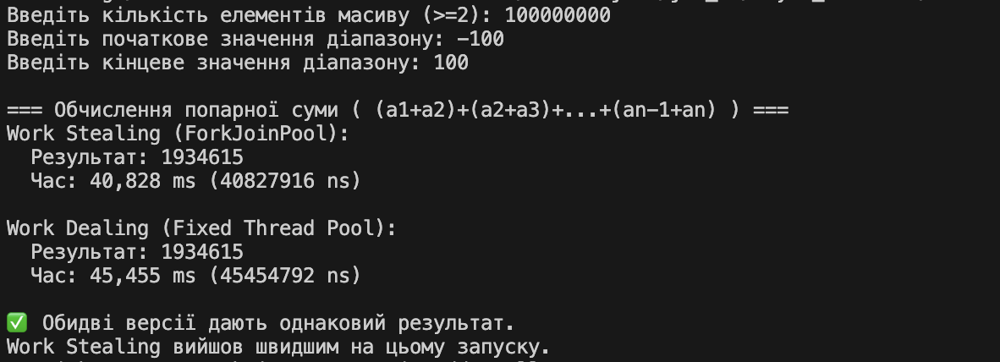 Введіть кількість елементів масиву (>=2): 100000000
Введіть початкове значення діапазону: -100
Введіть кінцеве значення діапазону: 100
=== Обчислення попарної суми ( (a1+a2)+(a2+a3)+...+(an-1+an) ) ===
Work Stealing (ForkJoinPool):
Результат: 1934615
Час: 40,828 ms (40827916 ns)
Work Dealing (Fixed Thread Pool):
Результат: 1934615
Час: 45,455 ms (45454792 ns)
✅ Обидві версії дають однаковий результат.
Work Stealing вийшов швидшим на цьому запуску.